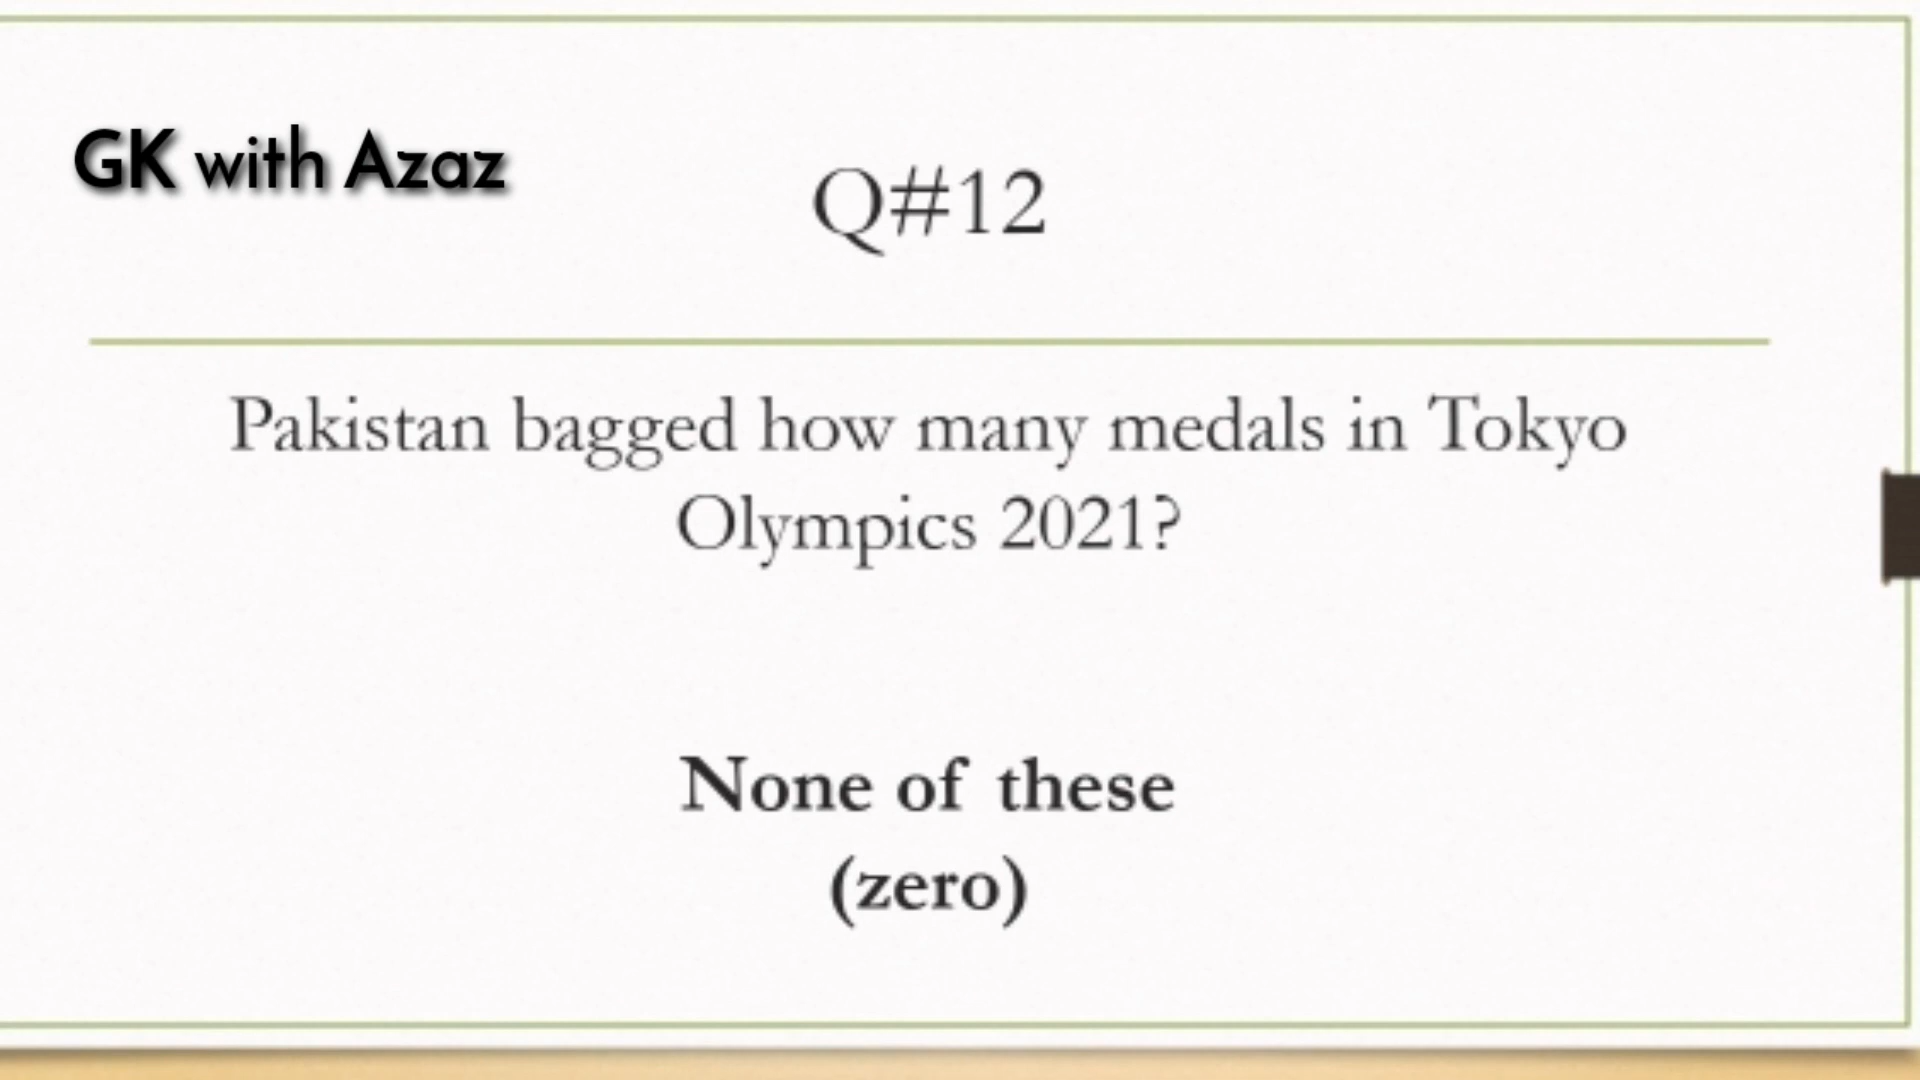 GK with Azaz
Q#12
Pakistan bagged how many medals in Tokyo
Olympics 2021?
None of these
(zero)